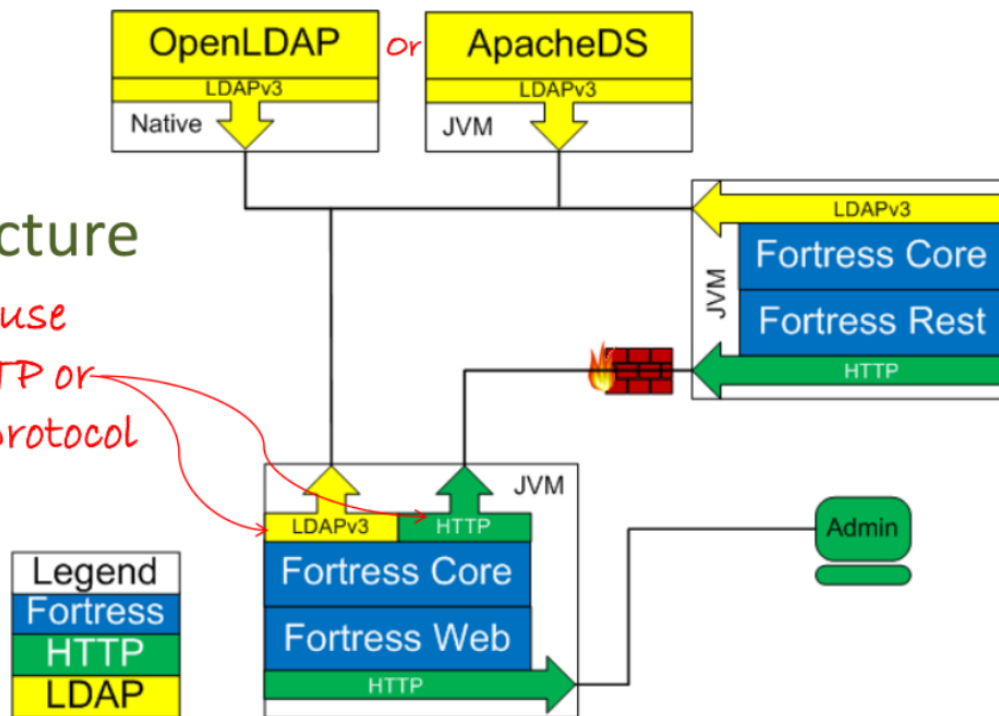 OpenLDAP
or
ApacheDS
LDAPv3
LDAPv3
Native
JVM
LDAPv3
cture
Fortress Core
JVM
use
Fortress Rest
TP or
HTTP
protocol
JVM
LDAPv3
HTTP
Admin
Legend
Fortress Core
Fortress
Fortress Web
HTTP
HTTP
LDAP